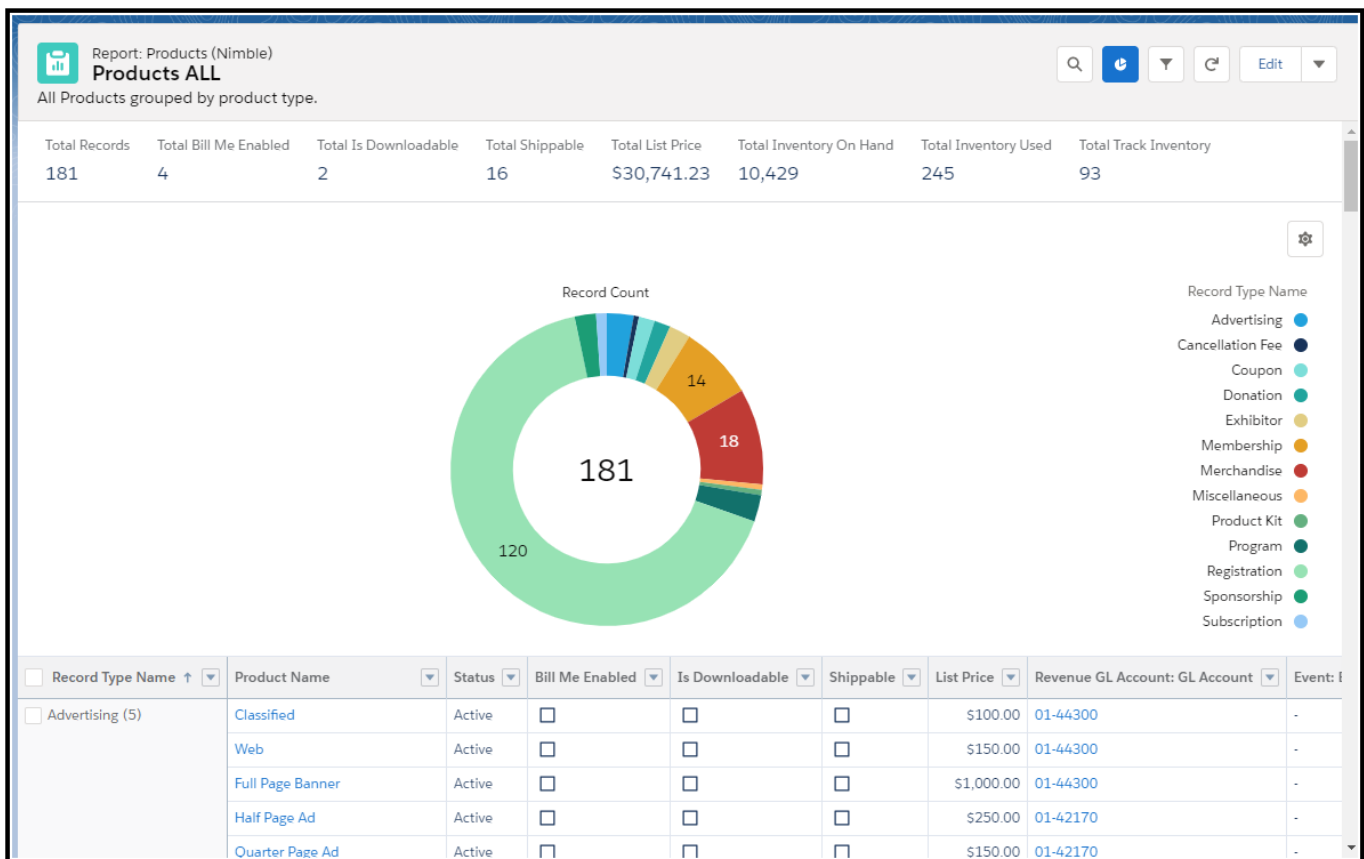 Report: Products (Nimble)
Products ALL
All Products grouped by product type.
Edit
Total Records Total Bill Me Enabled Total Is Downloadable Total Shippable Total List Price Total Inventory On Hand Total Inventory Used Total Track Inventory
181 4 2 16 $30,741.23 10,429 245 93
Record Count
14
18
181
120
Record Type Name
Advertising
Cancellation Fee
Coupon
Donation
Exhibitor
Membership
Merchandise
Miscellaneous
Product Kit
Program
Registration
Sponsorship
Subscription
Record Type Name ↑ Product Name Status Bill Me Enabled Is Downloadable Shippable List Price Revenue GL Account: GL Account Event:
Advertising (5) Classified Active $100.00 01-44300 -
Web Active $150.00 01-44300 -
Full Page Banner Active $1,000.00 01-44300 -
Half Page Ad Active $250.00 01-42170 -
Quarter Page Ad Active $150.00 01-42170 -